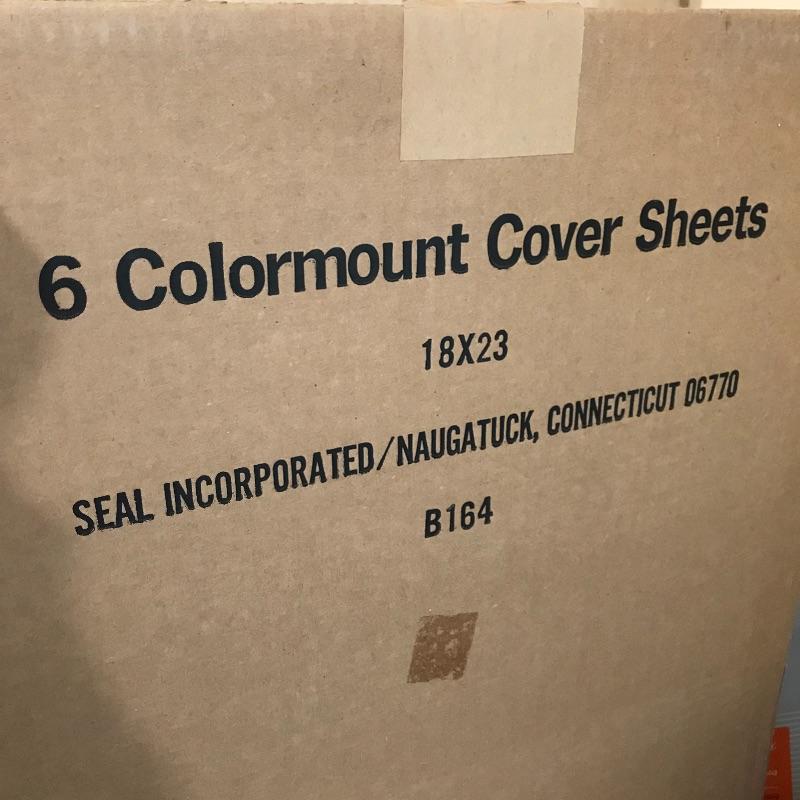 6 Colormount Cover Sheets
18X23
SEAL INCORPORATED/NAUGATUCK, CONNECTICUT 06770
B164